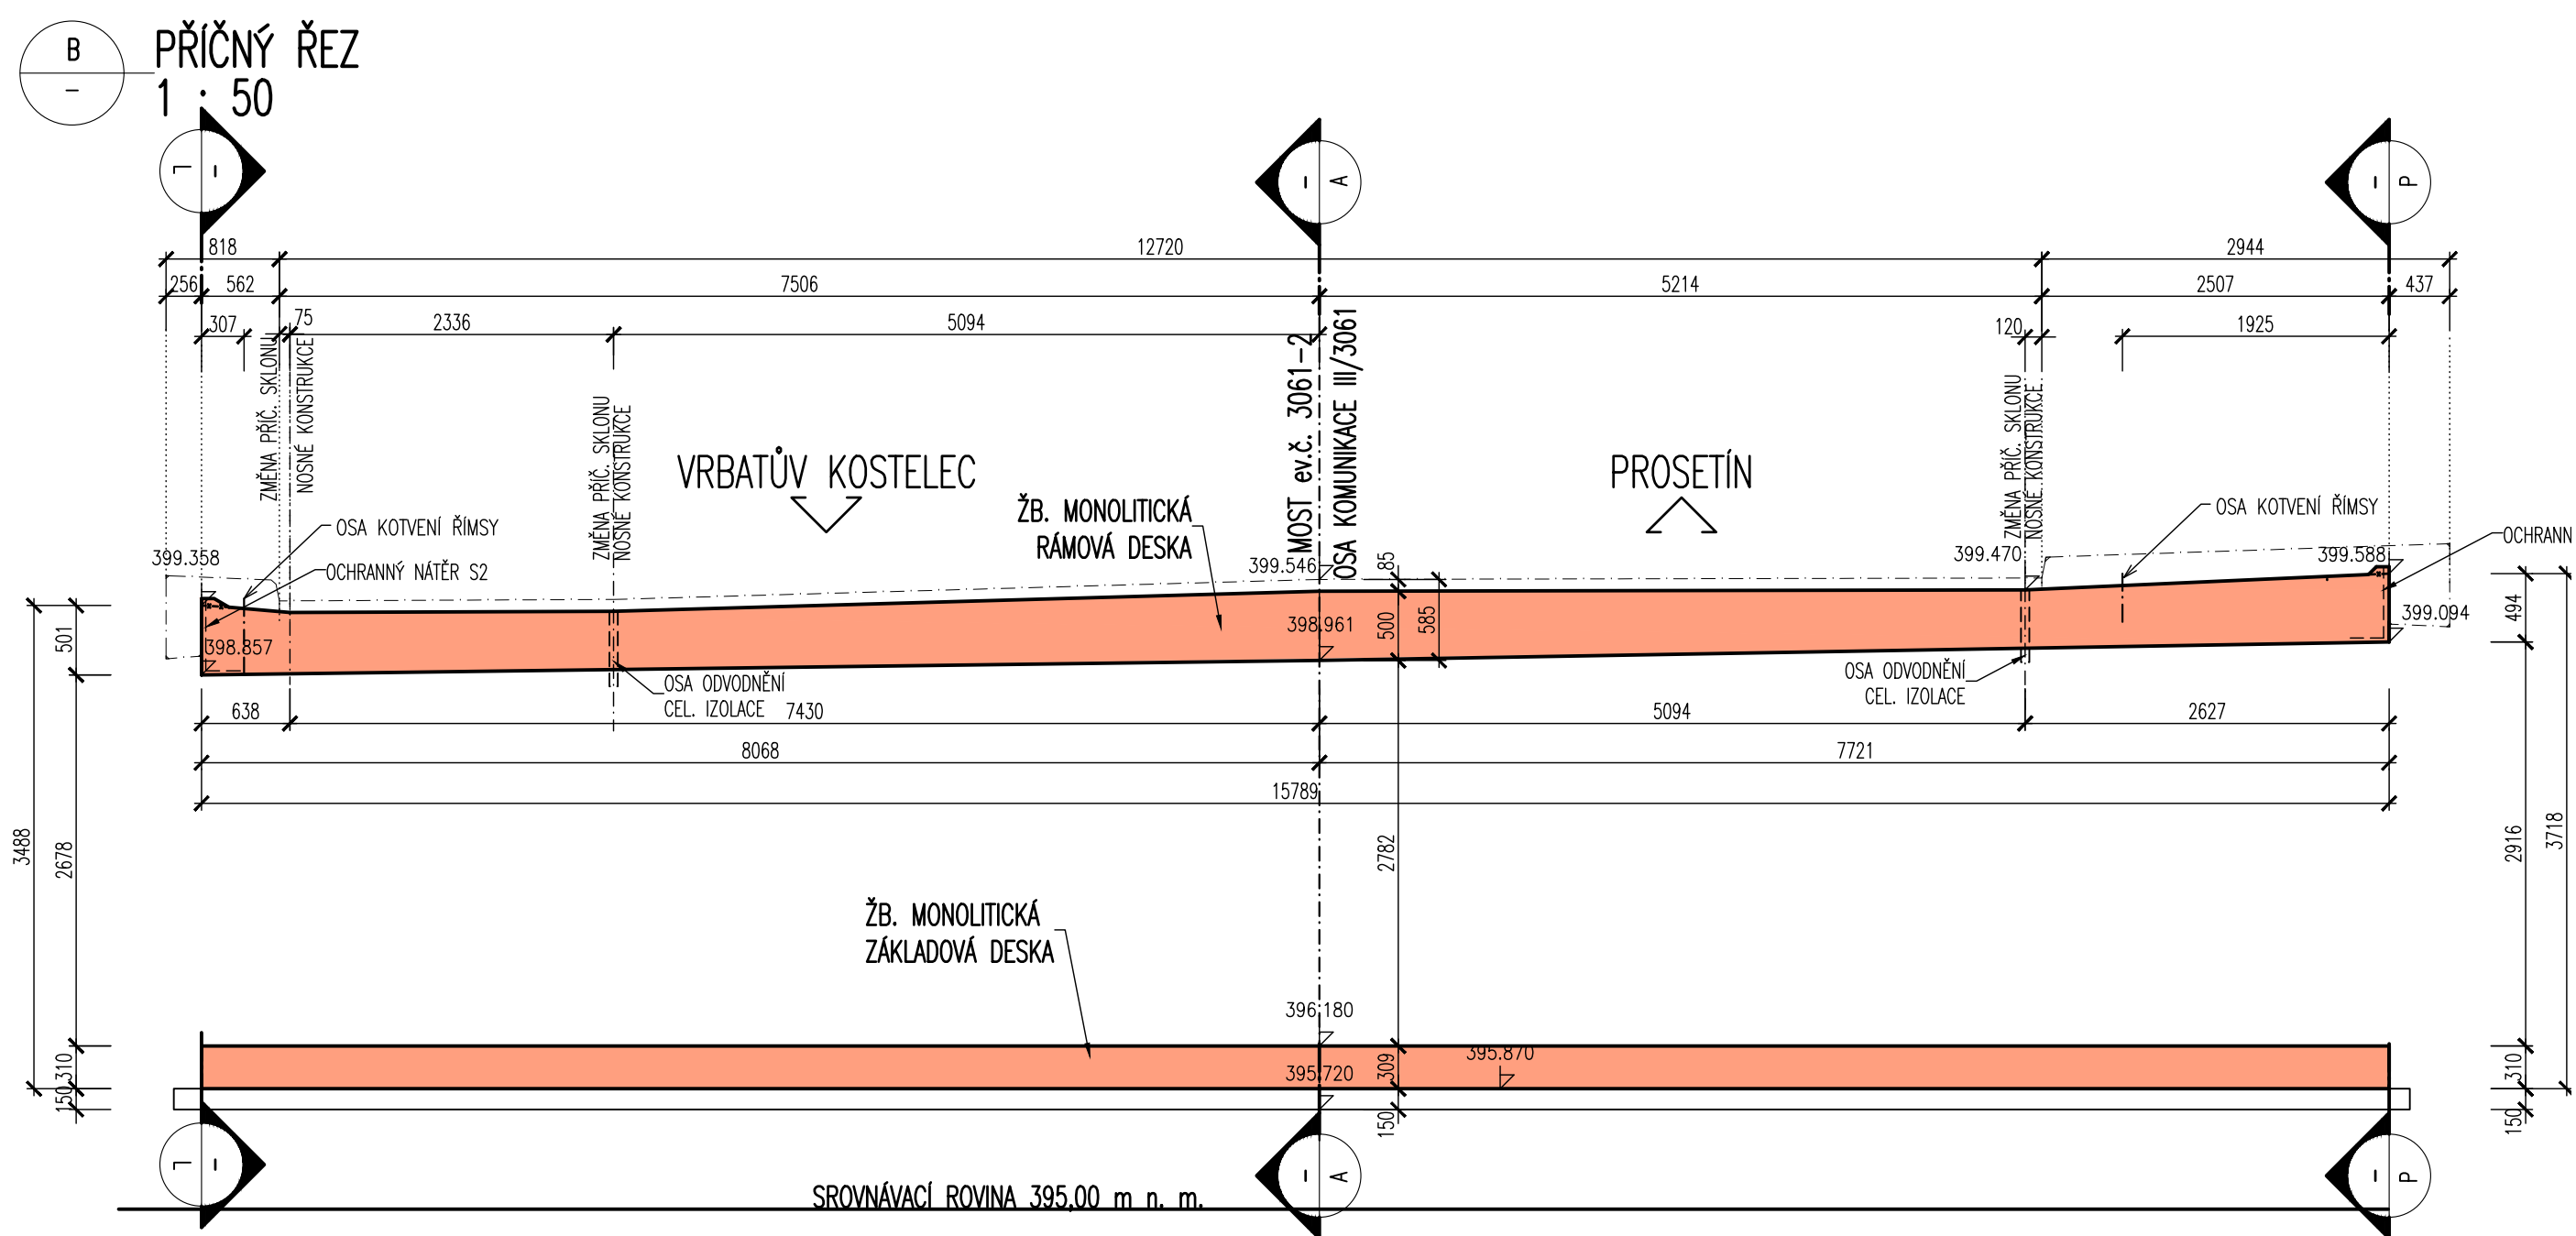 B
-
PŘÍČNÝ ŘEZ
1 : 50
L
-
-
A
-
P
818
12720
2944
256
562
7506
5214
2507
437
307
75
2336
5094
120
1925
ZMĚNA PŘÍČ. SKLONU
NOSNÉ KONSTRUKCE
ZMĚNA PŘÍČ. SKLONU
NOSNÉ KONSTRUKCE
MOST ev.č. 3061-2
OSA KOMUNIKACE III/3061
ZMĚNA PŘÍČ. SKLONU
NOSNÉ KONSTRUKCE
VRBATŮV KOSTELEC
PROSETÍN
ŽB. MONOLITICKÁ
RÁMOVÁ DESKA
OSA KOTVENÍ ŘÍMSY
OCHRANNÝ NÁTĚR S2
OSA KOTVENÍ ŘÍMSY
OCHRANN
399.358
399.546
85
399.470
399.588
501
398.857
398.961
500
585
494
399.094
OSA ODVODNĚNÍ
CEL. IZOLACE
OSA ODVODNĚNÍ
CEL. IZOLACE
638
7430
5094
2627
8068
7721
15789
3488
2678
2782
2916
3718
ŽB. MONOLITICKÁ
ZÁKLADOVÁ DESKA
396.180
310
150
395.720
309
150
395.870
310
150
L
-
-
A
-
P
SROVNÁVACÍ ROVINA 395,00 m n. m.